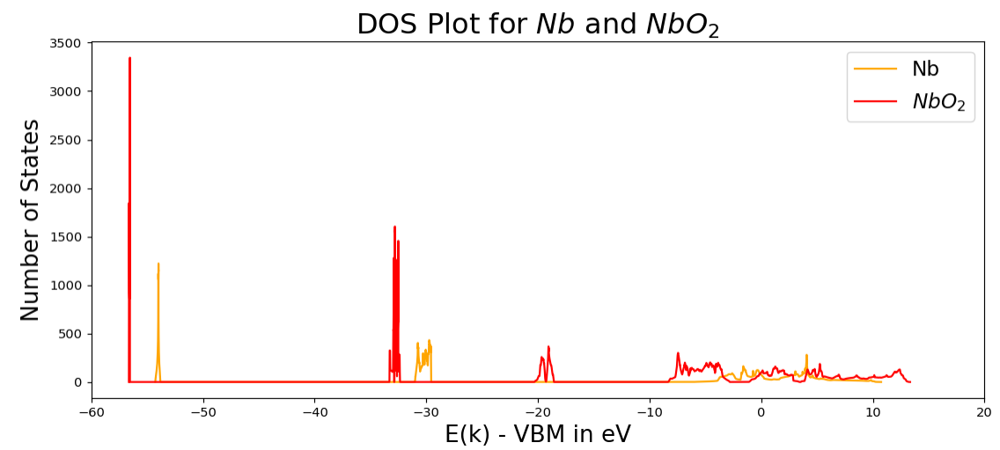 DOS Plot for Nb and NbO₂
Nb
NbO₂
Number of States
3500
3000
2500
2000
1500
1000
500
0
−60 −50 −40 −30 −20 −10 0 10 20
E(k) - VBM in eV